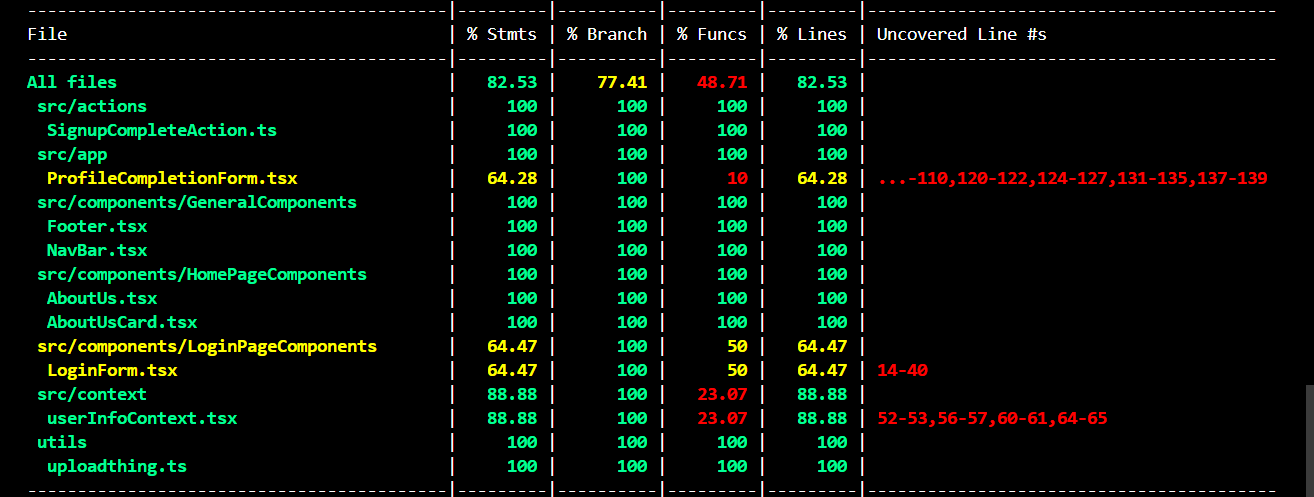 -------------------------------------------|---------|----------|---------|---------|-----------------------------------------
File | % Stmts | % Branch | % Funcs | % Lines | Uncovered Line #s
-------------------------------------------|---------|----------|---------|---------|-----------------------------------------
All files | 82.53 | 77.41 | 48.71 | 82.53 |
src/actions | 100 | 100 | 100 | 100 |
SignupCompleteAction.ts | 100 | 100 | 100 | 100 |
src/app | 100 | 100 | 100 | 100 |
ProfileCompletionForm.tsx | 64.28 | 100 | 10 | 64.28 | ...-110,120-122,124-127,131-135,137-139
src/components/GeneralComponents | 100 | 100 | 100 | 100 |
Footer.tsx | 100 | 100 | 100 | 100 |
NavBar.tsx | 100 | 100 | 100 | 100 |
src/components/HomePageComponents | 100 | 100 | 100 | 100 |
AboutUs.tsx | 100 | 100 | 100 | 100 |
AboutUsCard.tsx | 100 | 100 | 100 | 100 |
src/components/LoginPageComponents | 64.47 | 100 | 50 | 64.47 |
LoginForm.tsx | 64.47 | 100 | 50 | 64.47 | 14-40
src/context | 88.88 | 100 | 23.07 | 88.88 |
userInfoContext.tsx | 88.88 | 100 | 23.07 | 88.88 | 52-53,56-57,60-61,64-65
utils | 100 | 100 | 100 | 100 |
uploadthing.ts | 100 | 100 | 100 | 100 |
-------------------------------------------|---------|----------|---------|---------|-----------------------------------------